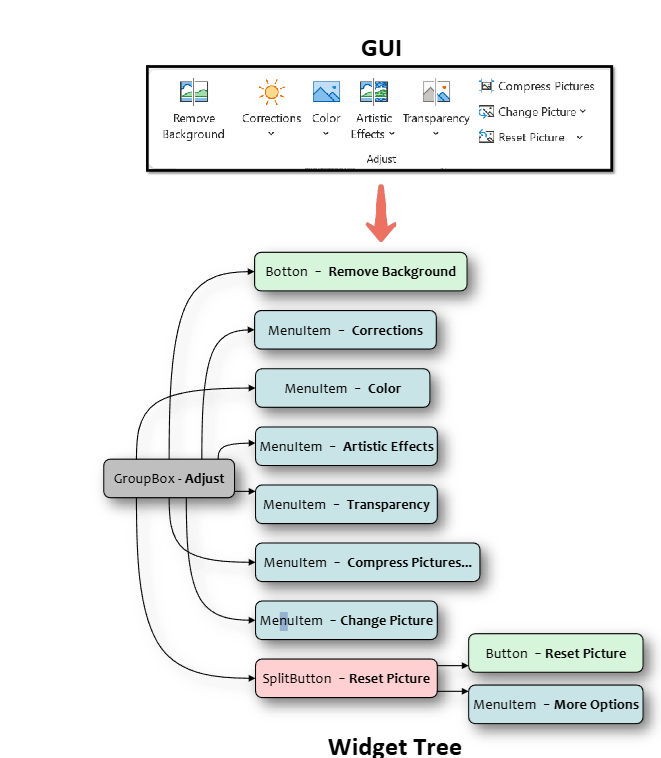 GUI
Remove
Background
Corrections
Color
Artistic
Effects
Transparency
Compress Pictures
Change Picture
Reset Picture
Adjust
Botton - Remove Background
MenuItem - Corrections
MenuItem - Color
MenuItem - Artistic Effects
GroupBox - Adjust
MenuItem - Transparency
MenuItem - Compress Pictures...
MenuItem - Change Picture
Button - Reset Picture
SplitButton - Reset Picture
MenuItem - More Options
Widget Tree